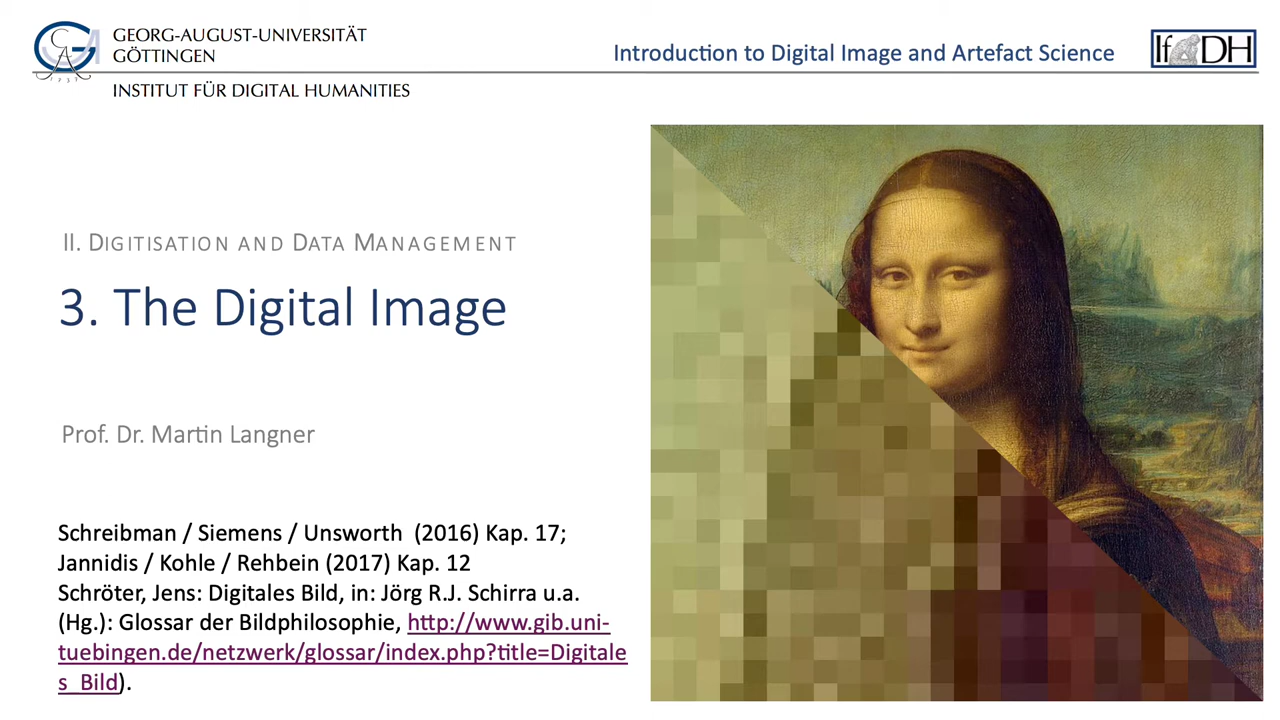 GEORG-AUGUST-UNIVERSITÄT
GÖTTINGEN
INSTITUT FÜR DIGITAL HUMANITIES
Introduction to Digital Image and Artefact Science
IfDH
II. DIGITISATION AND DATA MANAGEMENT
3. The Digital Image
Prof. Dr. Martin Langner
Schreibman / Siemens / Unsworth (2016) Kap. 17;
Jannidis / Kohle / Rehbein (2017) Kap. 12
Schröter, Jens: Digitales Bild, in: Jörg R.J. Schirra u.a.
(Hg.): Glossar der Bildphilosophie, http://www.gib.uni-
tuebingen.de/netzwerk/glossar/index.php?title=Digitale
s_Bild).